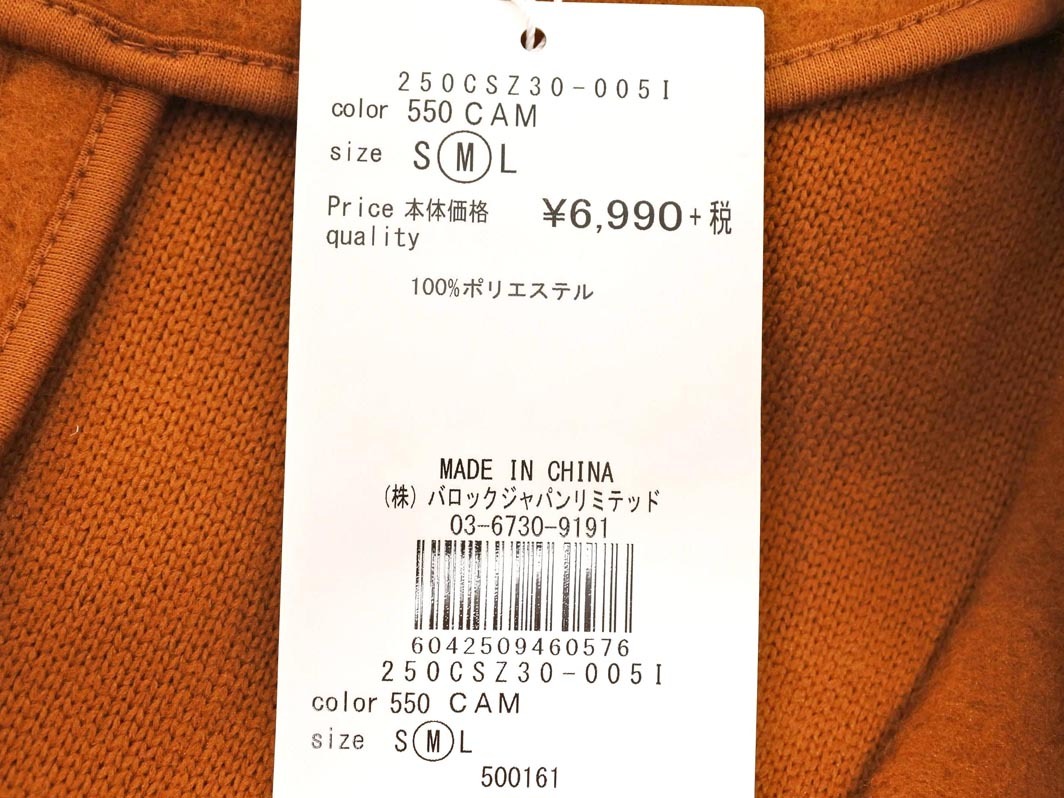 250CSZ30-005I
color 550 CAM
size S M L
Price 本体価格 ¥6,990+税
quality
100%ポリエステル
MADE IN CHINA
(株) バロックジャパンリミテッド
03-6730-9191
6042509460576
250CSZ30-005I
color 550 CAM
size S M L
500161